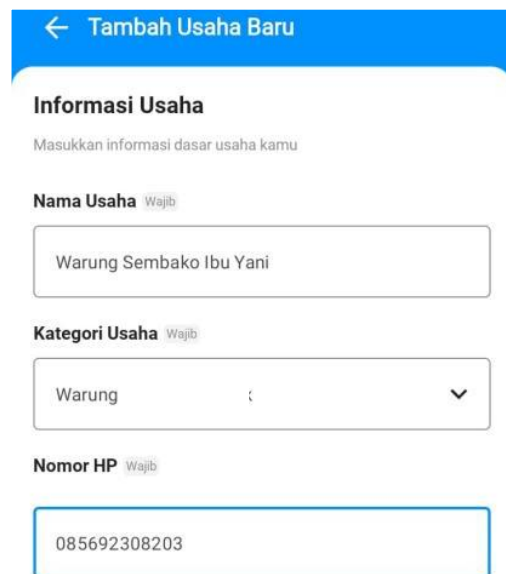 Tambah Usaha Baru
Informasi Usaha
Masukkan informasi dasar usaha kamu
Nama Usaha Wajib
Warung Sembako Ibu Yani
Kategori Usaha Wajib
Warung
Nomor HP Wajib
085692308203